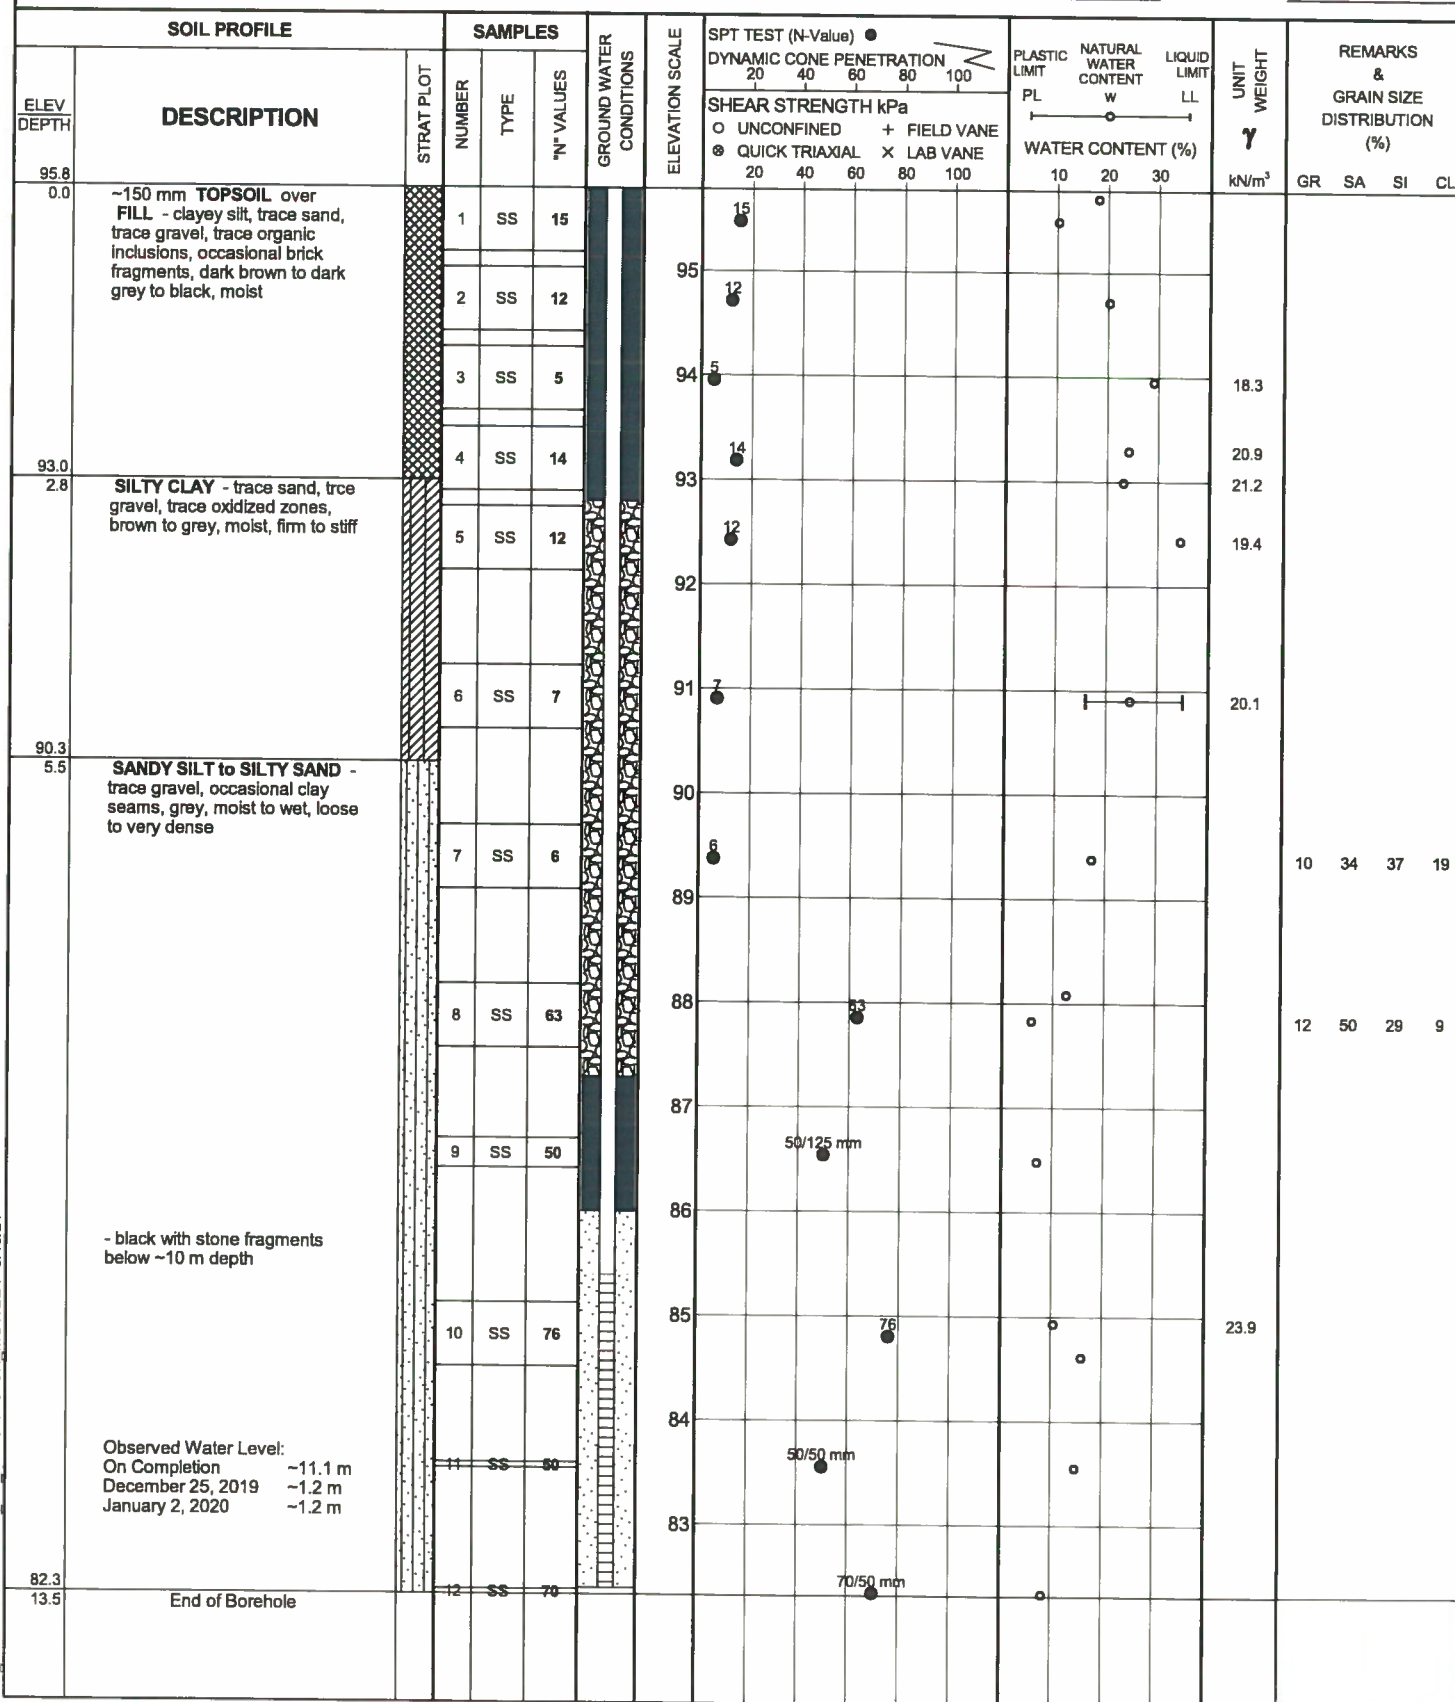 SOIL PROFILE
SAMPLES
ELEV
DEPTH
DESCRIPTION
STRAT PLOT
NUMBER
TYPE
"N" VALUES
GROUND WATER
CONDITIONS
ELEVATION SCALE
SPT TEST (N-Value)
DYNAMIC CONE PENETRATION
20 40 60 80 100
SHEAR STRENGTH kPa
UNCONFINED + FIELD VANE
QUICK TRIAXIAL X LAB VANE
20 40 60 80 100
PLASTIC LIMIT
NATURAL WATER CONTENT
LIQUID LIMIT
PL W LL
WATER CONTENT (%)
10 20 30
UNIT WEIGHT
γ
kN/m³
REMARKS
&
GRAIN SIZE
DISTRIBUTION
(%)
GR SA SI CL
95.8
0.0
~150 mm TOPSOIL over
FILL - clayey silt, trace sand,
trace gravel, trace organic
inclusions, occasional brick
fragments, dark brown to dark
grey to black, moist
1 SS 15
15
95
2 SS 12
12
3 SS 5
94
5
18.3
4 SS 14
14
20.9
93.0
2.8
93
21.2
SILTY CLAY - trace sand, trce
gravel, trace oxidized zones,
brown to grey, moist, firm to stiff
5 SS 12
12
19.4
92
6 SS 7
91
7
20.1
90.3
5.5
SANDY SILT to SILTY SAND -
trace gravel, occasional clay
seams, grey, moist to wet, loose
to very dense
90
7 SS 6
6
10 34 37 19
89
88
8 SS 63
63
12 50 29 9
87
9 SS 50
50/125 mm
86
- black with stone fragments
below ~10 m depth
85
10 SS 76
76
23.9
84
Observed Water Level:
On Completion ~11.1 m
December 25, 2019 ~1.2 m
January 2, 2020 ~1.2 m
11 SS 50
50/50 mm
83
82.3
13.5
12 SS 70
70/50 mm
End of Borehole